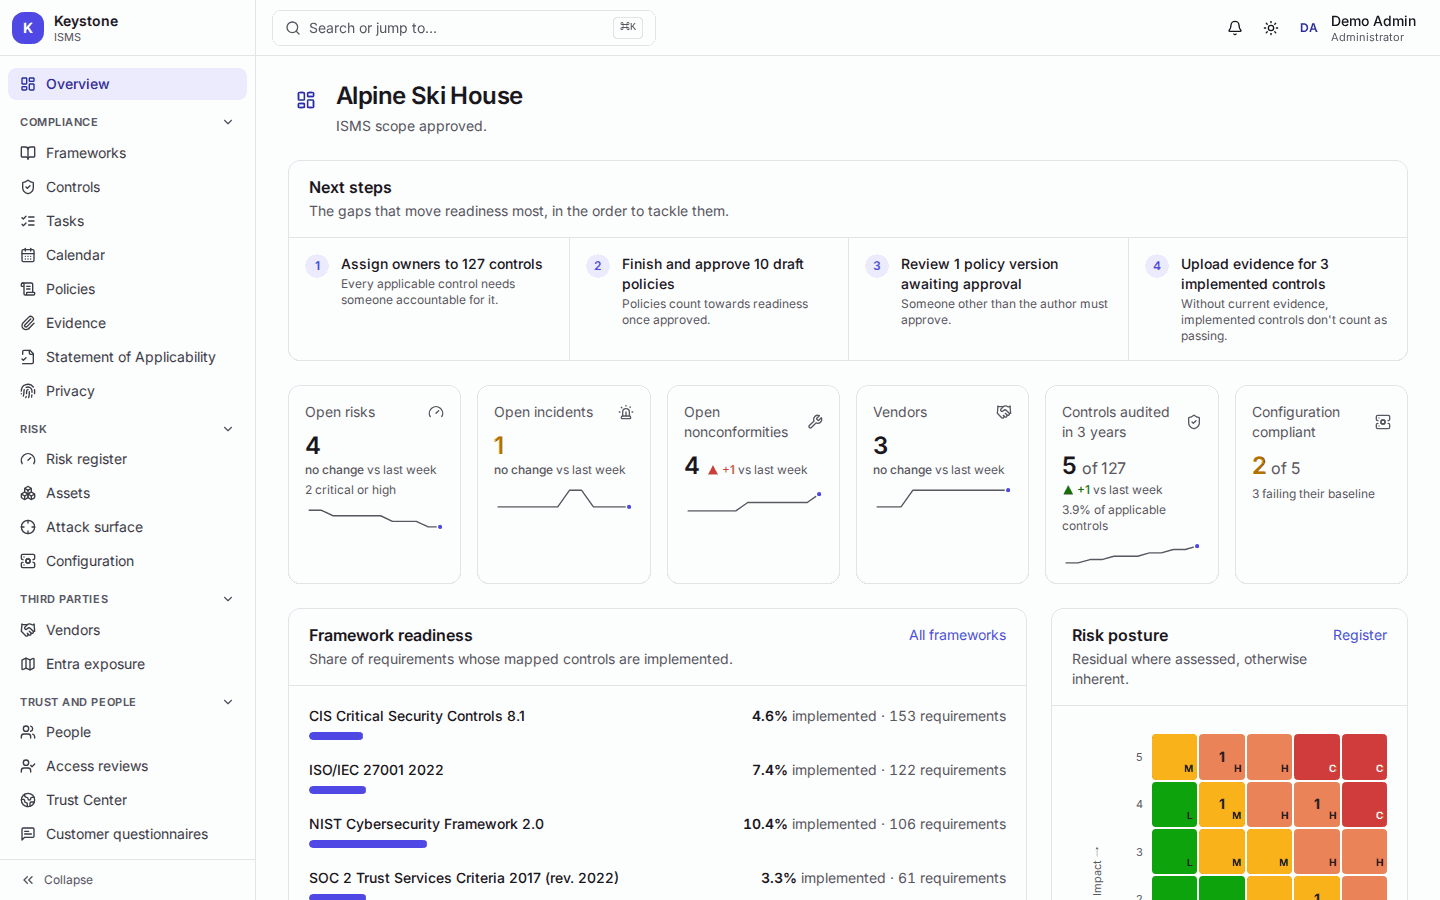 K
Keystone
ISMS
Search or jump to...
⌘K
DA
Demo Admin
Administrator
Overview
COMPLIANCE
Frameworks
Controls
Tasks
Calendar
Policies
Evidence
Statement of Applicability
Privacy
RISK
Risk register
Assets
Attack surface
Configuration
THIRD PARTIES
Vendors
Entra exposure
TRUST AND PEOPLE
People
Access reviews
Trust Center
Customer questionnaires
Collapse
Alpine Ski House
ISMS scope approved.
Next steps
The gaps that move readiness most, in the order to tackle them.
1
Assign owners to 127 controls
Every applicable control needs
someone accountable for it.
2
Finish and approve 10 draft
policies
Policies count towards readiness
once approved.
3
Review 1 policy version
awaiting approval
Someone other than the author must
approve.
4
Upload evidence for 3
implemented controls
Without current evidence,
implemented controls don't count as
passing.
Open risks
4
no change vs last week
2 critical or high
Open incidents
1
no change vs last week
Open
nonconformities
4 ▲ +1 vs last week
Vendors
3
no change vs last week
Controls audited
in 3 years
5 of 127
▲ +1 vs last week
3.9% of applicable
controls
Configuration
compliant
2 of 5
3 failing their baseline
Framework readiness
All frameworks
Share of requirements whose mapped controls are implemented.
CIS Critical Security Controls 8.1
4.6% implemented · 153 requirements
ISO/IEC 27001 2022
7.4% implemented · 122 requirements
NIST Cybersecurity Framework 2.0
10.4% implemented · 106 requirements
SOC 2 Trust Services Criteria 2017 (rev. 2022)
3.3% implemented · 61 requirements
Risk posture
Register
Residual where assessed, otherwise
inherent.
5 M 1 H H C C
4 L 1 M H 1 H C
3 L M M H H
2 1
Impact →